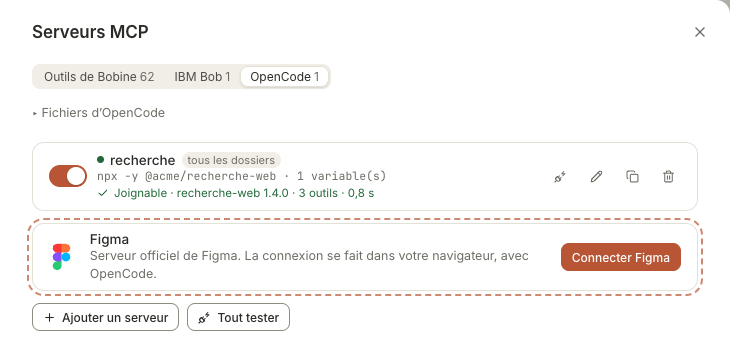 Serveurs MCP
Outils de Bobine 62 IBM Bob 1 OpenCode 1
Fichiers d’OpenCode
recherche tous les dossiers
npx -y @acme/recherche-web · 1 variable(s)
Joignable · recherche-web 1.4.0 · 3 outils · 0,8 s
Figma
Serveur officiel de Figma. La connexion se fait dans votre navigateur, avec
OpenCode.
Connecter Figma
Ajouter un serveur Tout tester